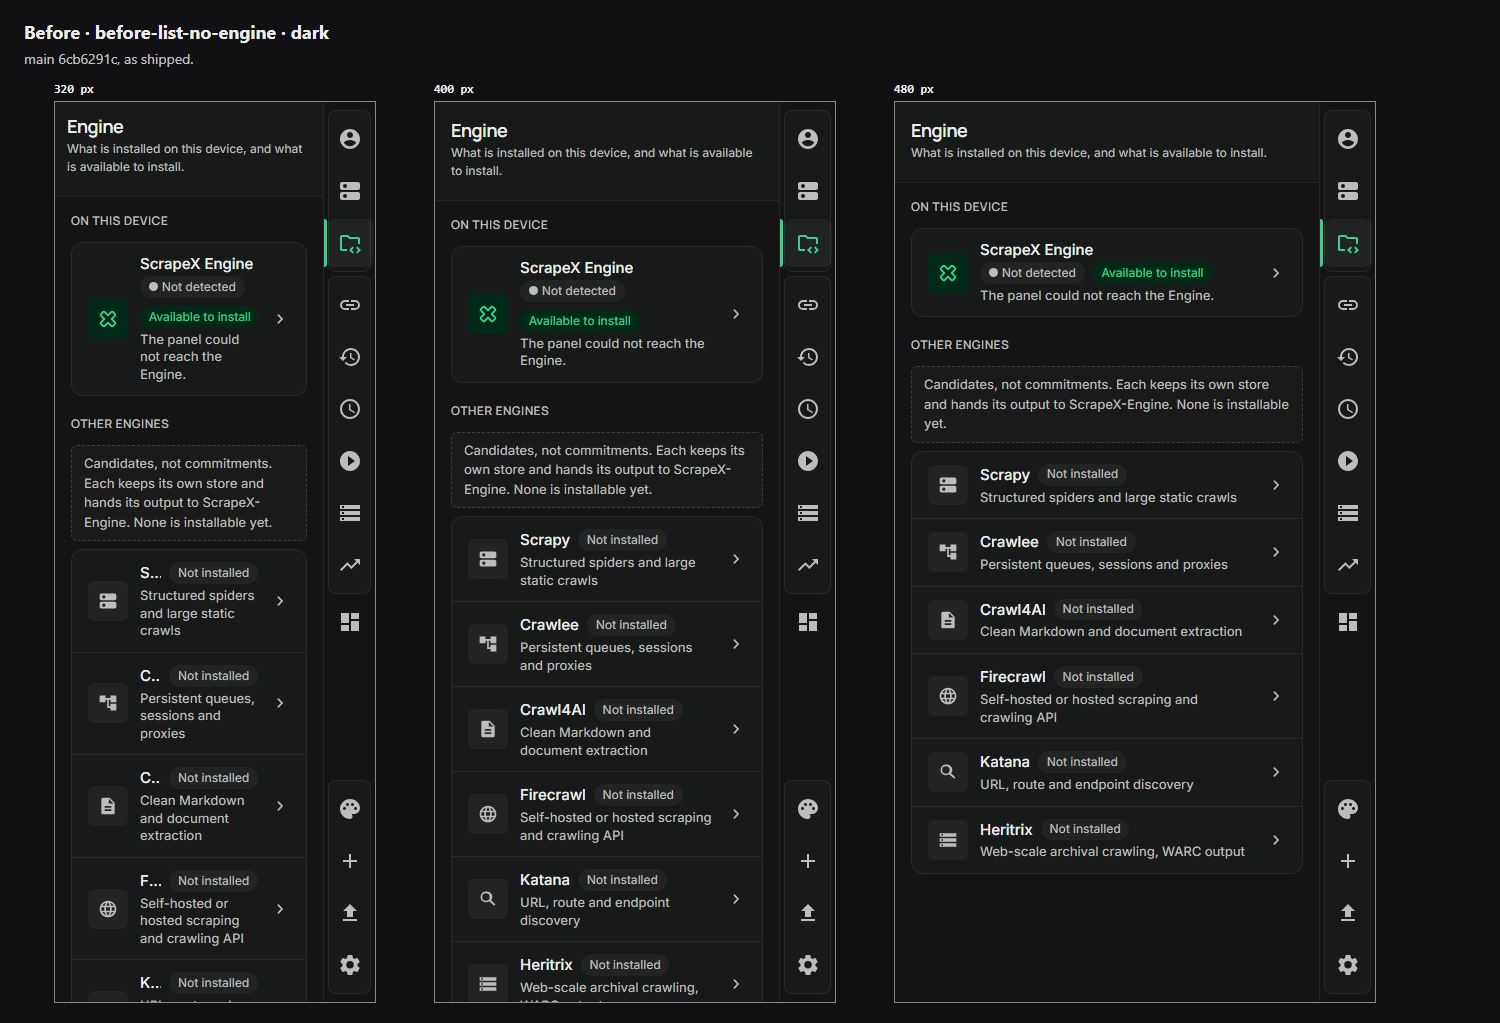 Before · before-list-no-engine · dark
main 6cb6291c, as shipped.
320 px
Engine
What is installed on this device, and what
is available to install.
ON THIS DEVICE
ScrapeX Engine
Not detected
Available to install
The panel could
not reach the
Engine.
OTHER ENGINES
Candidates, not commitments.
Each keeps its own store and
hands its output to ScrapeX-
Engine. None is installable yet.
S... Not installed
Structured spiders
and large static
crawls
C.. Not installed
Persistent queues,
sessions and
proxies
C.. Not installed
Clean Markdown
and document
extraction
F... Not installed
Self-hosted or
hosted scraping
and crawling API
K... Not installed
400 px
Engine
What is installed on this device, and what is available
to install.
ON THIS DEVICE
ScrapeX Engine
Not detected
Available to install
The panel could not reach the
Engine.
OTHER ENGINES
Candidates, not commitments. Each keeps its
own store and hands its output to ScrapeX-
Engine. None is installable yet.
Scrapy Not installed
Structured spiders and large
static crawls
Crawlee Not installed
Persistent queues, sessions
and proxies
Crawl4AI Not installed
Clean Markdown and
document extraction
Firecrawl Not installed
Self-hosted or hosted scraping
and crawling API
Katana Not installed
URL, route and endpoint
discovery
Heritrix Not installed
Web-scale archival crawling,
480 px
Engine
What is installed on this device, and what is available to install.
ON THIS DEVICE
ScrapeX Engine
Not detected Available to install
The panel could not reach the Engine.
OTHER ENGINES
Candidates, not commitments. Each keeps its own store
and hands its output to ScrapeX-Engine. None is installable
yet.
Scrapy Not installed
Structured spiders and large static crawls
Crawlee Not installed
Persistent queues, sessions and proxies
Crawl4AI Not installed
Clean Markdown and document extraction
Firecrawl Not installed
Self-hosted or hosted scraping and
crawling API
Katana Not installed
URL, route and endpoint discovery
Heritrix Not installed
Web-scale archival crawling, WARC output